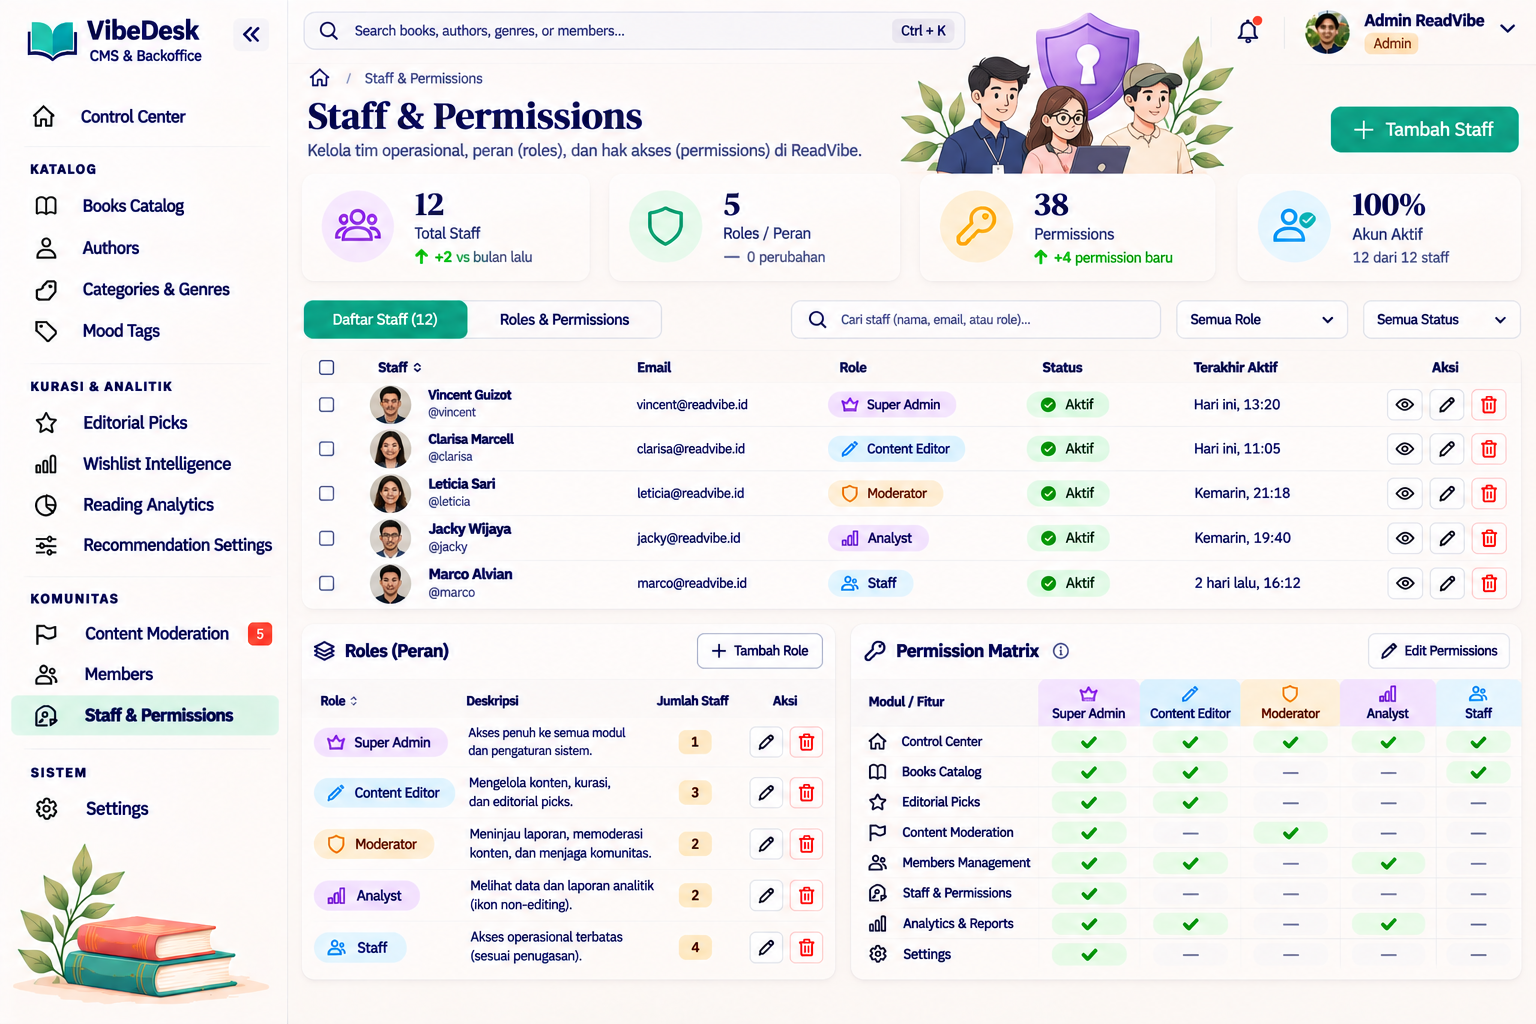 VibeDesk
CMS & Backoffice
Control Center
KATALOG
Books Catalog
Authors
Categories & Genres
Mood Tags
KURASI & ANALITIK
Editorial Picks
Wishlist Intelligence
Reading Analytics
Recommendation Settings
KOMUNITAS
Content Moderation 5
Members
Staff & Permissions
SISTEM
Settings
Search books, authors, genres, or members... Ctrl + K
Admin ReadVibe
Admin
/ Staff & Permissions
Staff & Permissions
Kelola tim operasional, peran (roles), dan hak akses (permissions) di ReadVibe.
+ Tambah Staff
12
Total Staff
+2 vs bulan lalu
5
Roles / Peran
— 0 perubahan
38
Permissions
+4 permission baru
100%
Akun Aktif
12 dari 12 staff
Daftar Staff (12) Roles & Permissions
Cari staff (nama, email, atau role)...
Semua Role
Semua Status
Staff Email Role Status Terakhir Aktif Aksi
Vincent Guizot
@vincent
vincent@readvibe.id Super Admin Aktif Hari ini, 13:20
Clarisa Marcell
@clarisa
clarisa@readvibe.id Content Editor Aktif Hari ini, 11:05
Leticia Sari
@leticia
leticia@readvibe.id Moderator Aktif Kemarin, 21:18
Jacky Wijaya
@jacky
jacky@readvibe.id Analyst Aktif Kemarin, 19:40
Marco Alvian
@marco
marco@readvibe.id Staff Aktif 2 hari lalu, 16:12
Roles (Peran)
+ Tambah Role
Role Deskripsi Jumlah Staff Aksi
Super Admin
Akses penuh ke semua modul
dan pengaturan sistem.
1
Content Editor
Mengelola konten, kurasi,
dan editorial picks.
3
Moderator
Meninjau laporan, memoderasi
konten, dan menjaga komunitas.
2
Analyst
Melihat data dan laporan analitik
(ikon non-editing).
2
Staff
Akses operasional terbatas
(sesuai penugasan).
4
Permission Matrix
Edit Permissions
Modul / Fitur Super Admin Content Editor Moderator Analyst Staff
Control Center
Books Catalog — —
Editorial Picks — — —
Content Moderation — — —
Members Management — —
Staff & Permissions — — — —
Analytics & Reports — —
Settings — — — —